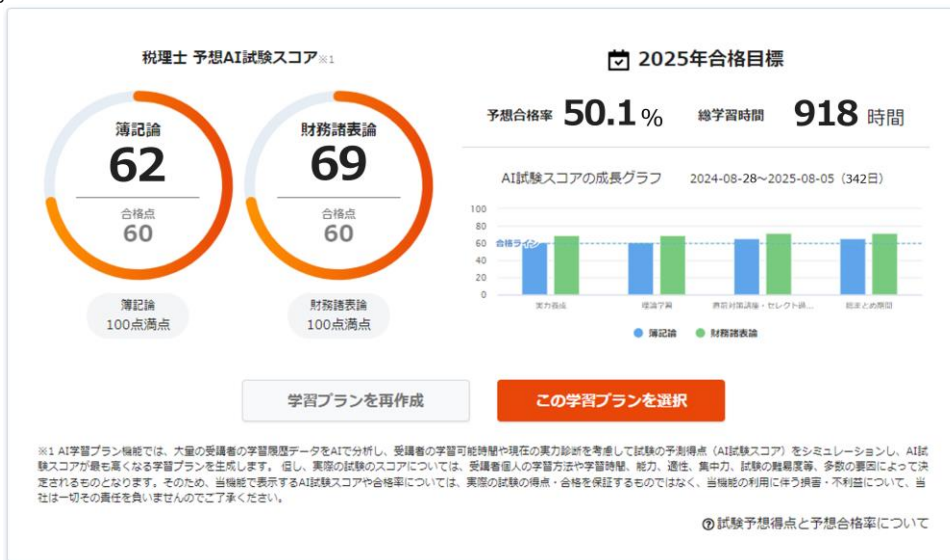 税理士 予想AI試験スコア※1
簿記論
62
合格点
60
簿記論
100点満点
財務諸表論
69
合格点
60
財務諸表論
100点満点
2025年合格目標
予想合格率 50.1% 総学習時間 918時間
AI試験スコアの成長グラフ 2024-08-28～2025-08-05（342日）
100
80
60
40
20
0
合格ライン
実力養成 理論学習 直前対策講座・セレクト過... 総まとめ期間
簿記論 財務諸表論
学習プランを再作成 この学習プランを選択
※1 AI学習プラン機能では、大量の受講者の学習履歴データをAIで分析し、受講者の学習可能時間や現在の実力診断を考慮して試験の予測得点（AI試験スコア）をシミュレーションし、AI試
験スコアが最も高くなる学習プランを生成します。 但し、実際の試験のスコアについては、受講者個人の学習方法や学習時間、能力、適性、集中力、試験の難易度等、多数の要因によって決
定されるものとなります。そのため、当機能で表示するAI試験スコアや合格率については、実際の試験の得点・合格を保証するものではなく、当機能の利用に伴う損害・不利益について、当
社は一切その責任を負いませんのでご了承ください。
?試験予想得点と予想合格率について